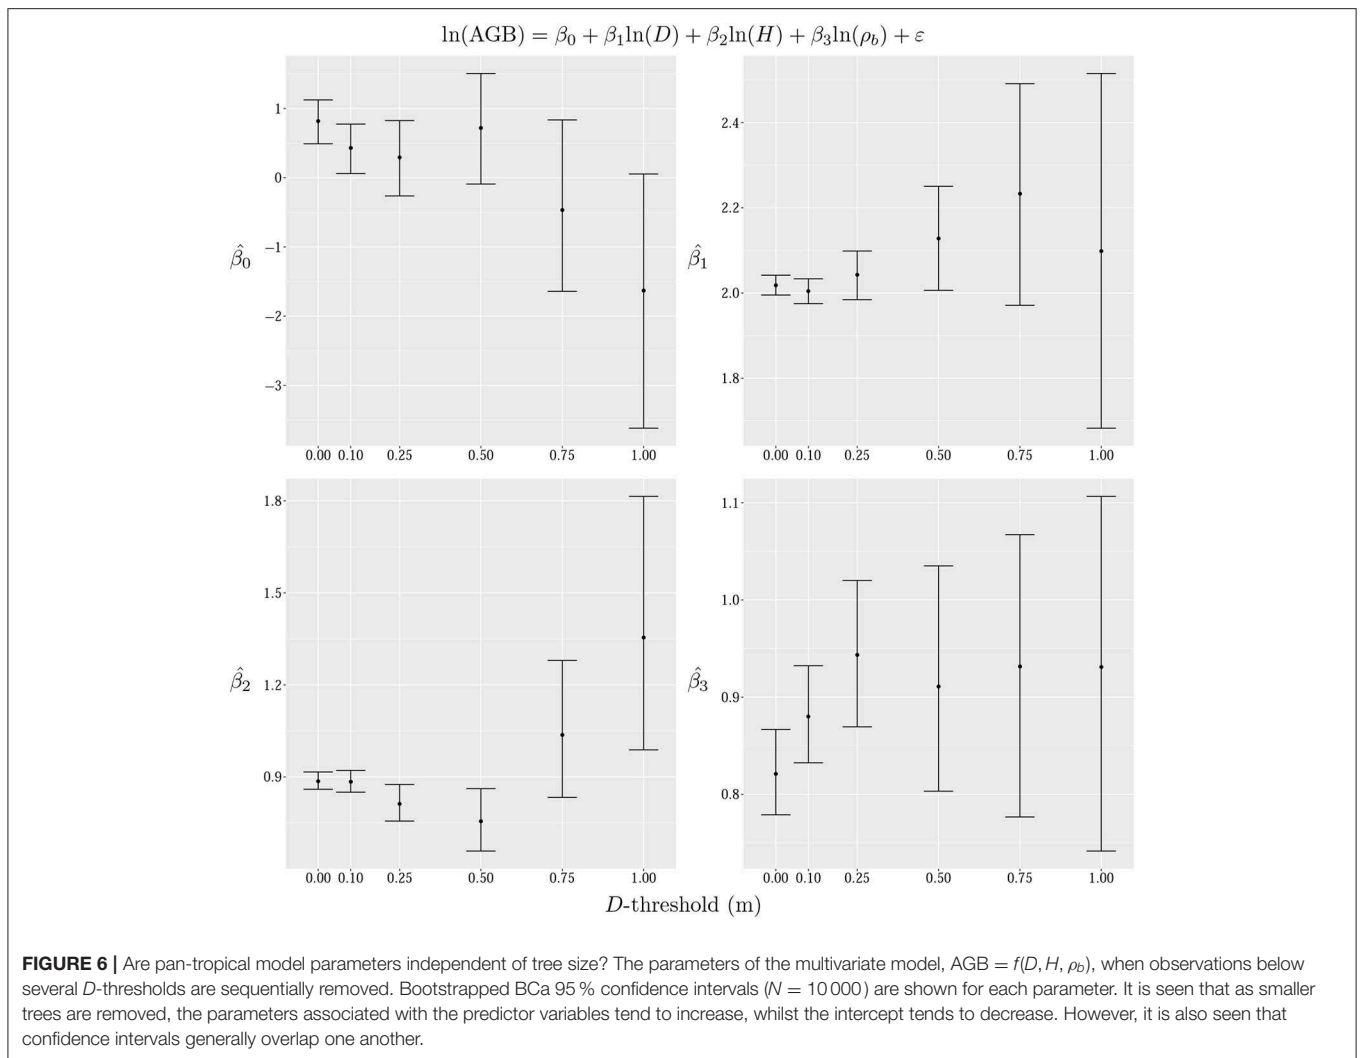 ln(AGB) = β₀ + β₁ln(D) + β₂ln(H) + β₃ln(ρ_b) + ε
1
0
−1
−2
−3
β̂₀
0.00 0.10 0.25 0.50 0.75 1.00
2.4
2.2
2.0
1.8
β̂₁
0.00 0.10 0.25 0.50 0.75 1.00
1.8
1.5
1.2
0.9
β̂₂
0.00 0.10 0.25 0.50 0.75 1.00
1.1
1.0
0.9
0.8
β̂₃
0.00 0.10 0.25 0.50 0.75 1.00
D-threshold (m)
FIGURE 6 | Are pan-tropical model parameters independent of tree size? The parameters of the multivariate model, AGB = f(D, H, ρ_b), when observations below
several D-thresholds are sequentially removed. Bootstrapped BCa 95 % confidence intervals (N = 10 000) are shown for each parameter. It is seen that as smaller
trees are removed, the parameters associated with the predictor variables tend to increase, whilst the intercept tends to decrease. However, it is also seen that
confidence intervals generally overlap one another.